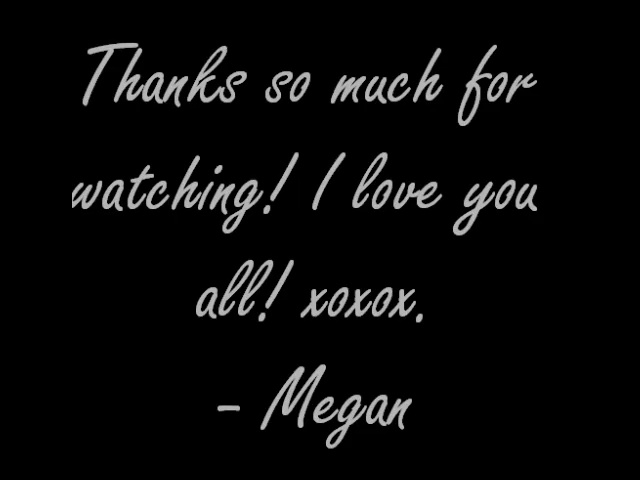 Thanks so much for
watching! I love you
all! xoxox.
- Megan